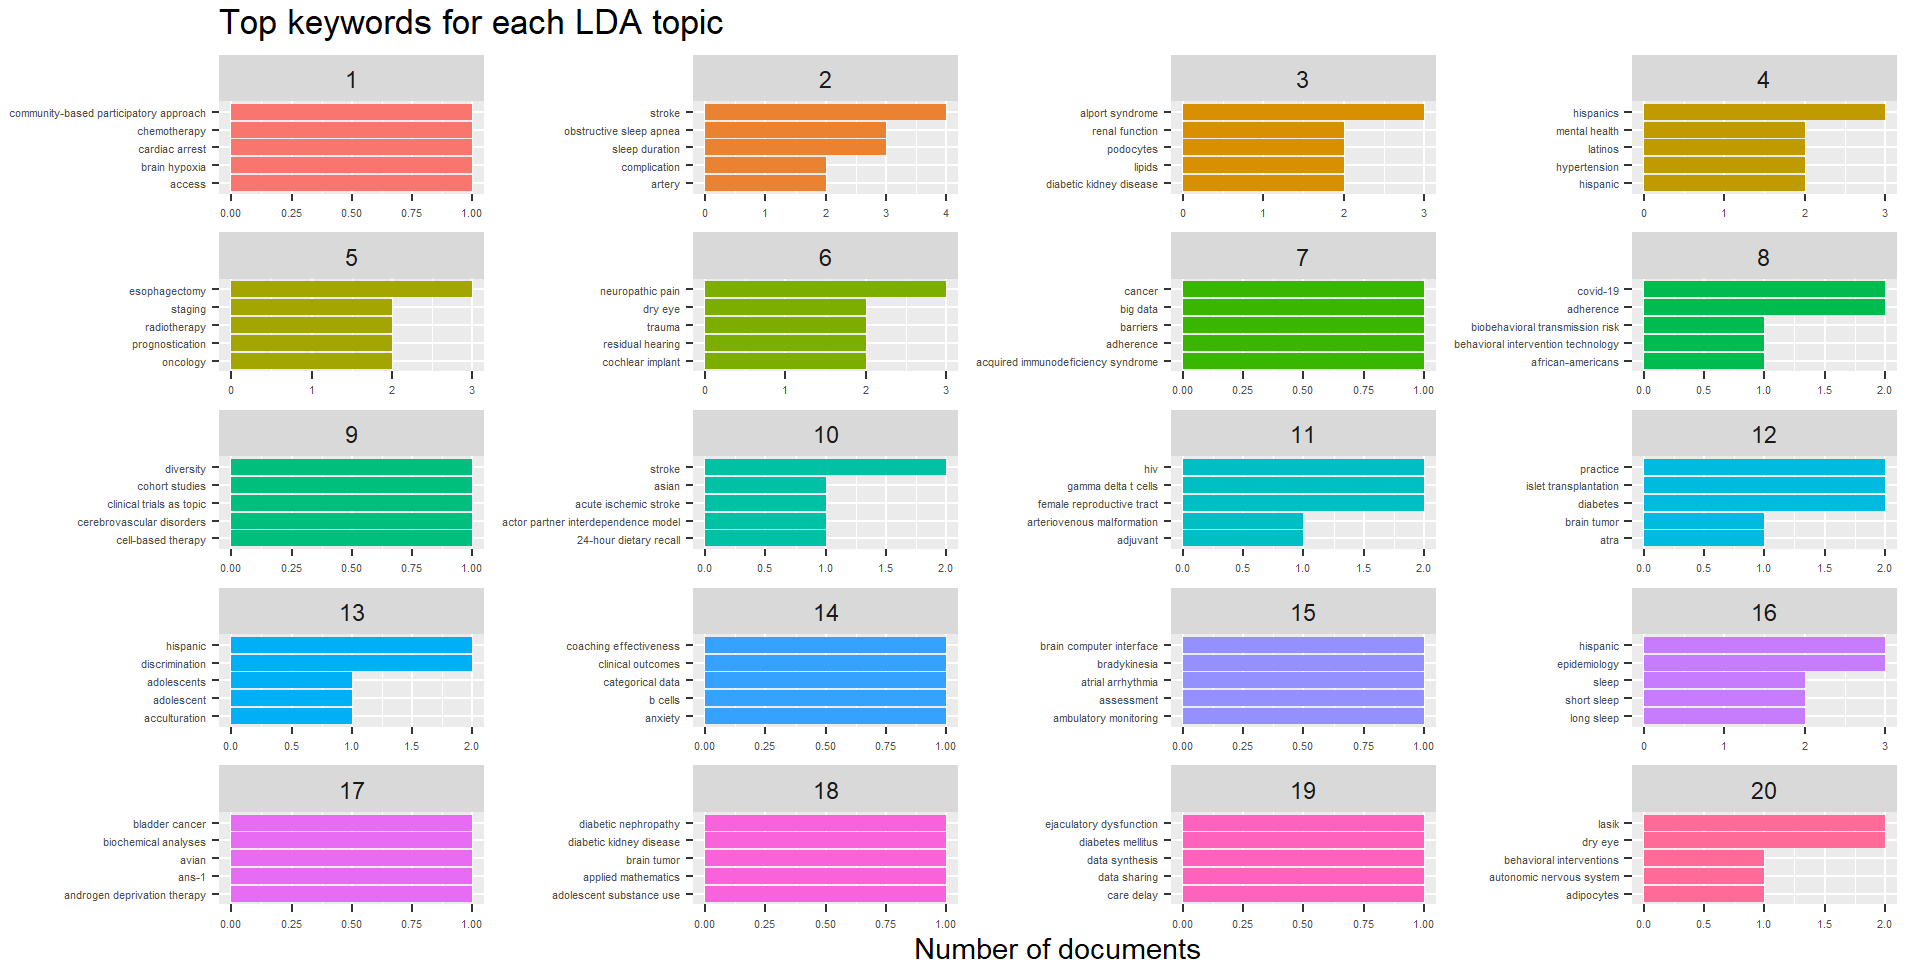 Top keywords for each LDA topic
1
community-based participatory approach
chemotherapy
cardiac arrest
brain hypoxia
access
0.00 0.25 0.50 0.75 1.00
2
stroke
obstructive sleep apnea
sleep duration
complication
artery
0 1 2 3 4
3
alport syndrome
renal function
podocytes
lipids
diabetic kidney disease
0 1 2 3
4
hispanics
mental health
latinos
hypertension
hispanic
0 1 2 3
5
esophagectomy
staging
radiotherapy
prognostication
oncology
0 1 2 3
6
neuropathic pain
dry eye
trauma
residual hearing
cochlear implant
0 1 2 3
7
cancer
big data
barriers
adherence
acquired immunodeficiency syndrome
0.00 0.25 0.50 0.75 1.00
8
covid-19
adherence
biobehavioral transmission risk
behavioral intervention technology
african-americans
0.0 0.5 1.0 1.5 2.0
9
diversity
cohort studies
clinical trials as topic
cerebrovascular disorders
cell-based therapy
0.00 0.25 0.50 0.75 1.00
10
stroke
asian
acute ischemic stroke
actor partner interdependence model
24-hour dietary recall
0.0 0.5 1.0 1.5 2.0
11
hiv
gamma delta t cells
female reproductive tract
arteriovenous malformation
adjuvant
0.0 0.5 1.0 1.5 2.0
12
practice
islet transplantation
diabetes
brain tumor
atra
0.0 0.5 1.0 1.5 2.0
13
hispanic
discrimination
adolescents
adolescent
acculturation
0.0 0.5 1.0 1.5 2.0
14
coaching effectiveness
clinical outcomes
categorical data
b cells
anxiety
0.00 0.25 0.50 0.75 1.00
15
brain computer interface
bradykinesia
atrial arrhythmia
assessment
ambulatory monitoring
0.00 0.25 0.50 0.75 1.00
16
hispanic
epidemiology
sleep
short sleep
long sleep
0 1 2 3
17
bladder cancer
biochemical analyses
avian
ans-1
androgen deprivation therapy
0.00 0.25 0.50 0.75 1.00
18
diabetic nephropathy
diabetic kidney disease
brain tumor
applied mathematics
adolescent substance use
0.00 0.25 0.50 0.75 1.00
19
ejaculatory dysfunction
diabetes mellitus
data synthesis
data sharing
care delay
0.00 0.25 0.50 0.75 1.00
20
lasik
dry eye
behavioral interventions
autonomic nervous system
adipocytes
0.0 0.5 1.0 1.5 2.0
Number of documents